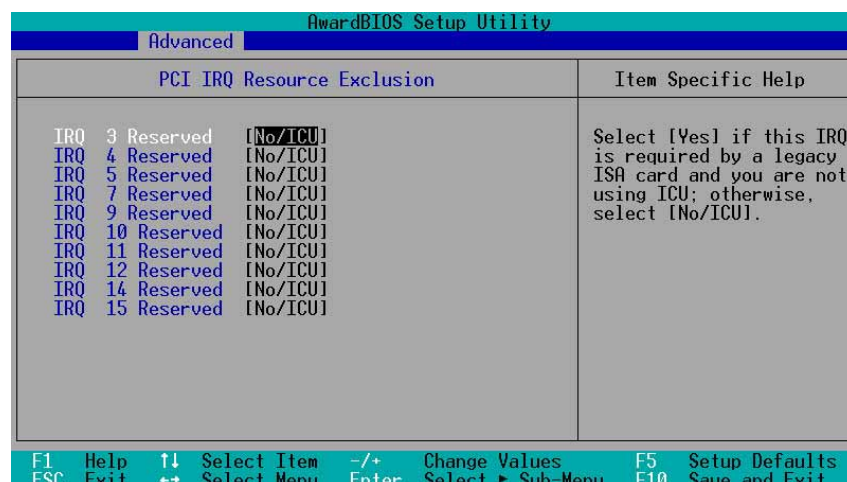 AwardBIOS Setup Utility
Advanced
PCI IRQ Resource Exclusion
Item Specific Help
IRQ 3 Reserved [No/ICU]
IRQ 4 Reserved [No/ICU]
IRQ 5 Reserved [No/ICU]
IRQ 7 Reserved [No/ICU]
IRQ 9 Reserved [No/ICU]
IRQ 10 Reserved [No/ICU]
IRQ 11 Reserved [No/ICU]
IRQ 12 Reserved [No/ICU]
IRQ 14 Reserved [No/ICU]
IRQ 15 Reserved [No/ICU]
Select [Yes] if this IRQ
is required by a legacy
ISA card and you are not
using ICU; otherwise,
select [No/ICU].
F1 Help ↑↓ Select Item -/+ Change Values F5 Setup Defaults
ESC Exit ←→ Select Menu Enter Select ► Sub-Menu F10 Save and Exit